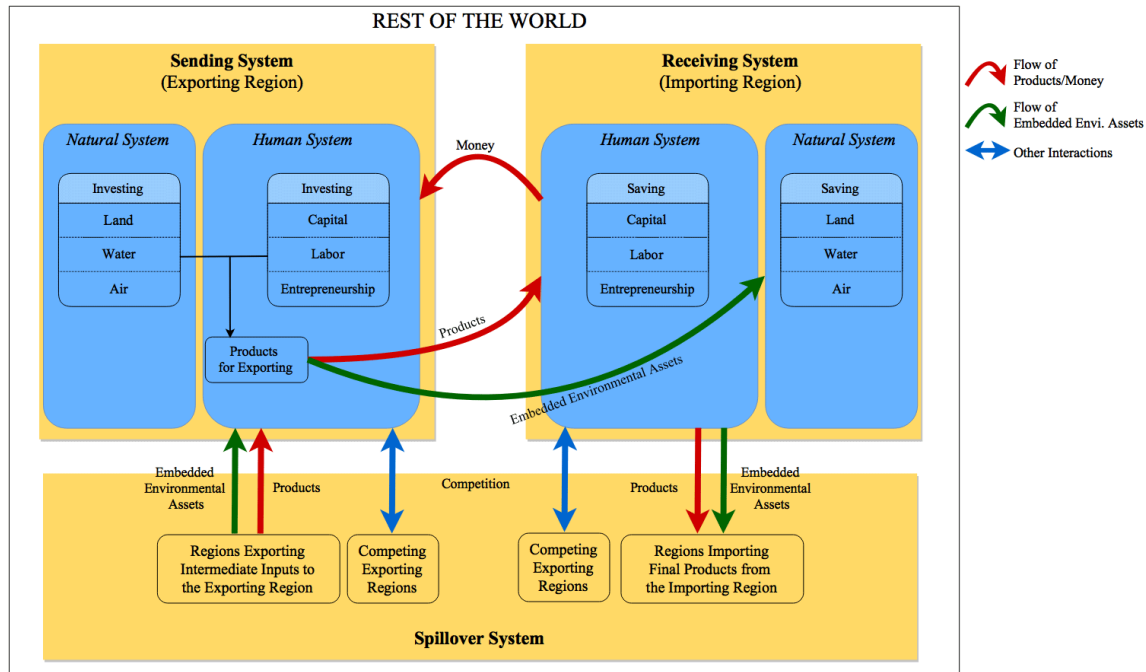 REST OF THE WORLD
Sending System
(Exporting Region)
Natural System
Investing
Land
Water
Air
Human System
Investing
Capital
Labor
Entrepreneurship
Products
for Exporting
Money
Products
Embedded Environmental Assets
Receiving System
(Importing Region)
Human System
Saving
Capital
Labor
Entrepreneurship
Natural System
Saving
Land
Water
Air
Flow of
Products/Money
Flow of
Embedded Envi. Assets
Other Interactions
Embedded
Environmental
Assets
Products
Competition
Products
Embedded
Environmental
Assets
Regions Exporting
Intermediate Inputs to
the Exporting Region
Competing
Exporting
Regions
Competing
Exporting
Regions
Regions Importing
Final Products from
the Importing Region
Spillover System